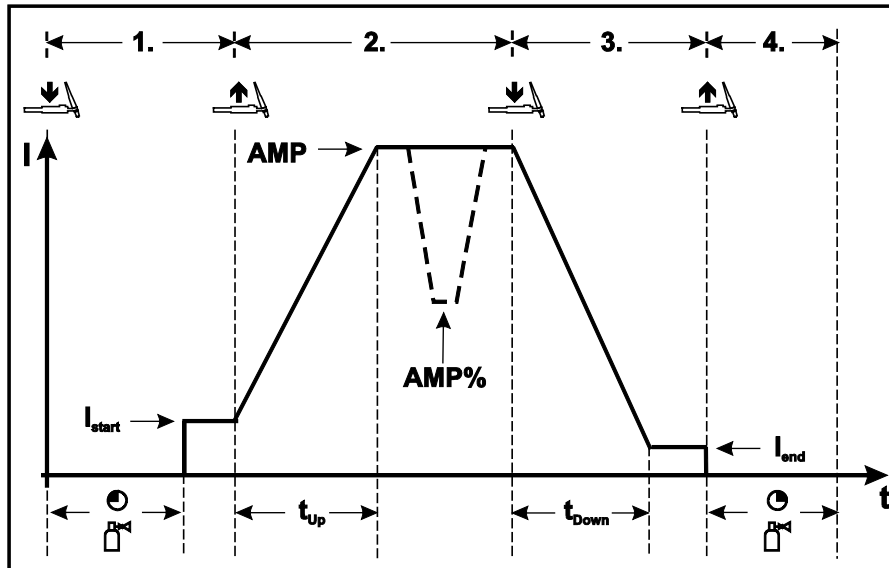 1. 2. 3. 4.
I
AMP
AMP%
Istart
Iend
t
tUp
tDown